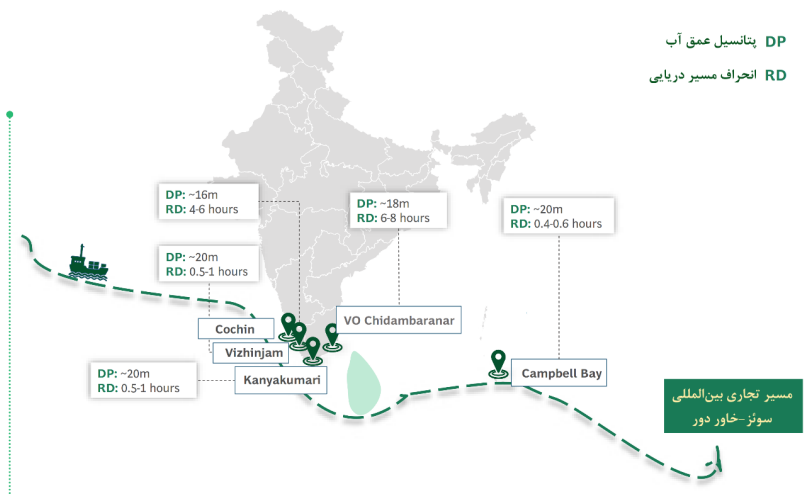 DP پتانسیل عمق آب
RD انحراف مسیر دریایی
DP: ~16m
RD: 4-6 hours
DP: ~18m
RD: 6-8 hours
DP: ~20m
RD: 0.4-0.6 hours
DP: ~20m
RD: 0.5-1 hours
Cochin
VO Chidambaranar
Vizhinjam
DP: ~20m
RD: 0.5-1 hours
Kanyakumari
Campbell Bay
مسیر تجاری بین‌المللی
سوئز-خاور دور